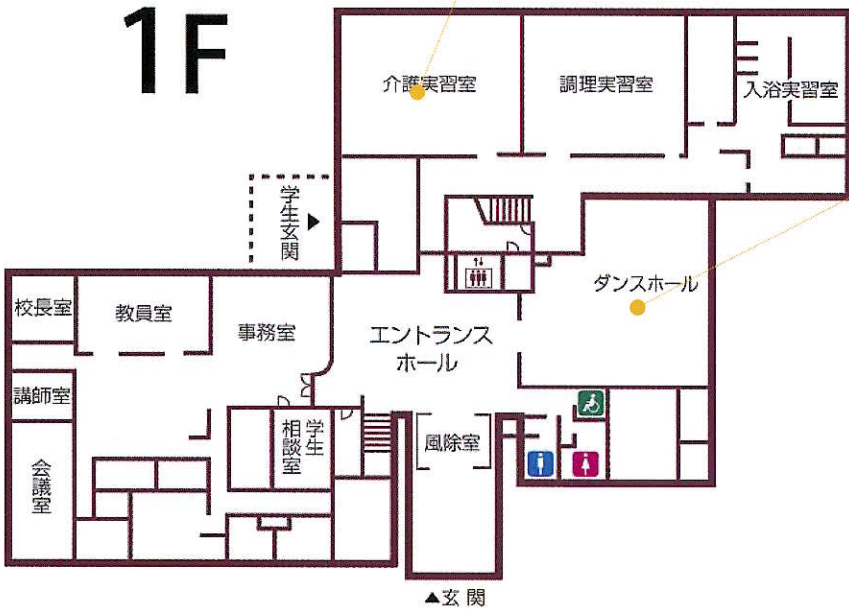 1F
介護実習室
調理実習室
入浴実習室
学生玄関
▶
ダンスホール
校長室
教員室
事務室
エントランス
ホール
講師室
学生
相談室
風除室
会議室
▲玄関